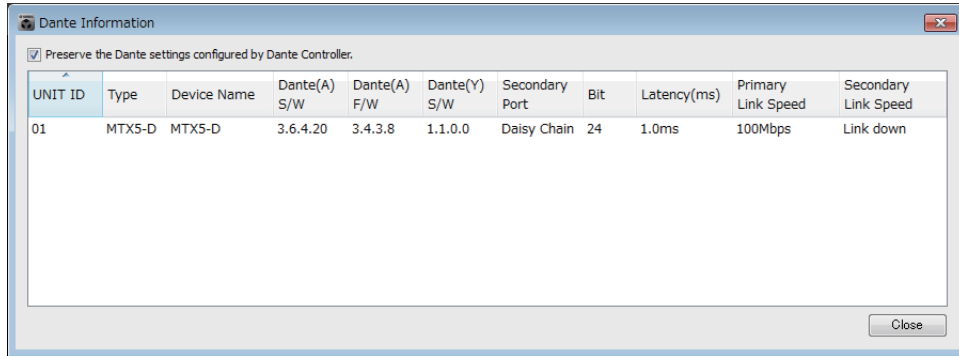 Dante Information
Preserve the Dante settings configured by Dante Controller.
UNIT ID Type Device Name Dante(A) S/W Dante(A) F/W Dante(Y) S/W Secondary Port Bit Latency(ms) Primary Link Speed Secondary Link Speed
01 MTX5-D MTX5-D 3.6.4.20 3.4.3.8 1.1.0.0 Daisy Chain 24 1.0ms 100Mbps Link down
Close